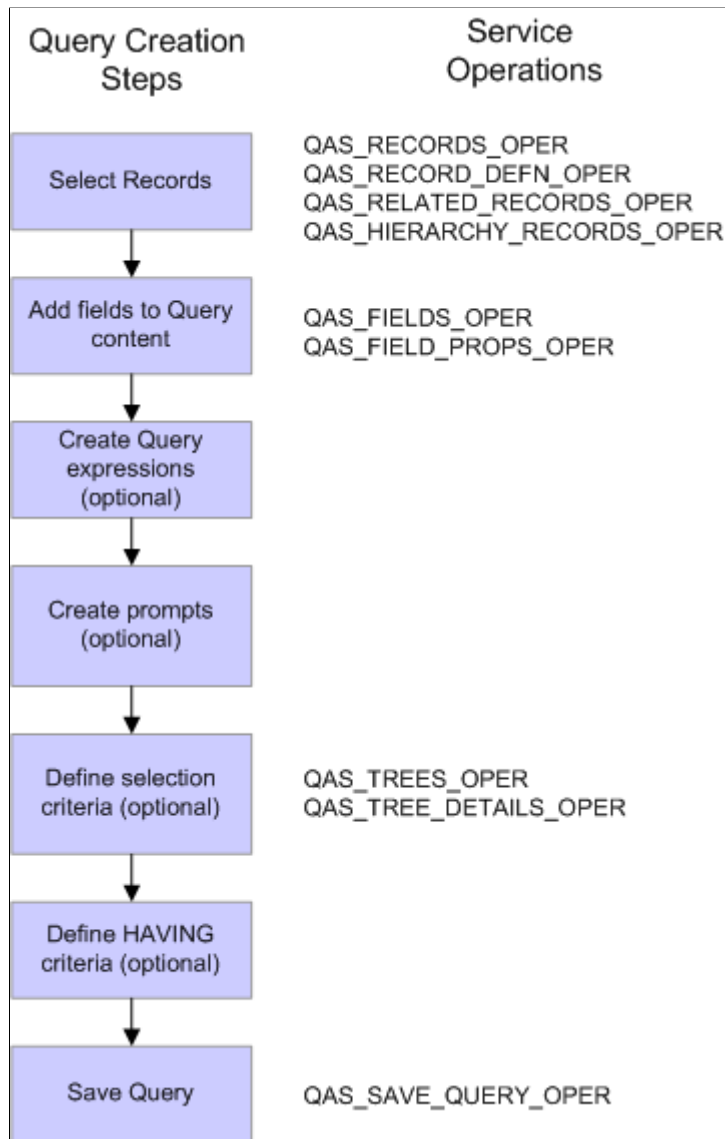 Query Creation
Steps
Service
Operations
Select Records
QAS_RECORDS_OPER
QAS_RECORD_DEFN_OPER
QAS_RELATED_RECORDS_OPER
QAS_HIERARCHY_RECORDS_OPER
Add fields to Query
content
QAS_FIELDS_OPER
QAS_FIELD_PROPS_OPER
Create Query
expressions
(optional)
Create prompts
(optional)
Define selection
criteria (optional)
QAS_TREES_OPER
QAS_TREE_DETAILS_OPER
Define HAVING
criteria (optional)
Save Query
QAS_SAVE_QUERY_OPER